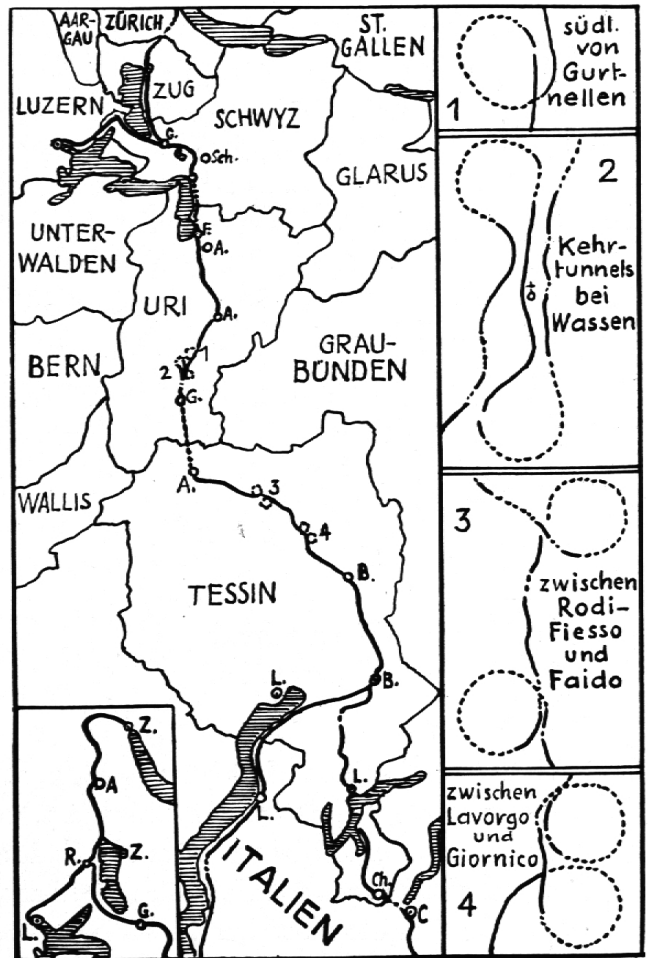 AAR-
GAU
ZÜRICH
ST.
GALLEN
ZUG
LUZERN
SCHWYZ
G.
Sch.
GLARUS
UNTER-
WALDEN
F.
A.
URI
A.
BERN
GRAU-
BÜNDEN
1
2
G.
A.
WALLIS
3
4
B.
TESSIN
L.
B.
L.
L.
ITALIEN
Ch.
C
Z.
A
R.
Z.
L.
G.
1
südl.
von
Gurt-
nellen
2
Kehr-
tunnels
bei
Wassen
3
zwischen
Rodi-
Fiesso
und
Faido
zwischen
Lavorgo
und
Giornico
4